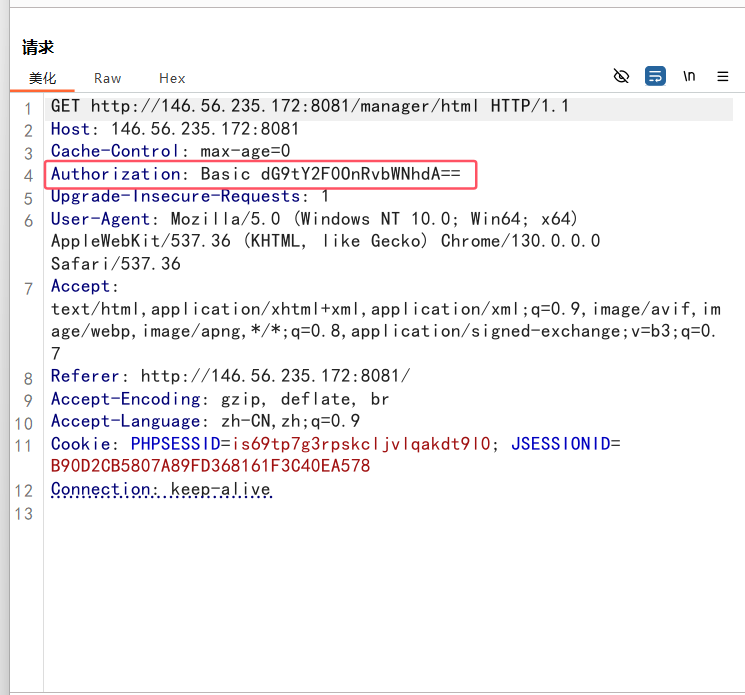 请求
美化 Raw Hex \n
1 GET http://146.56.235.172:8081/manager/html HTTP/1.1
2 Host: 146.56.235.172:8081
3 Cache-Control: max-age=0
4 Authorization: Basic dG9tY2F0OnRvbWNhdA==
5 Upgrade-Insecure-Requests: 1
6 User-Agent: Mozilla/5.0 (Windows NT 10.0; Win64; x64)
AppleWebKit/537.36 (KHTML, like Gecko) Chrome/130.0.0.0
Safari/537.36
7 Accept:
text/html,application/xhtml+xml,application/xml;q=0.9,image/avif,im
age/webp,image/apng,*/*;q=0.8,application/signed-exchange;v=b3;q=0.
7
8 Referer: http://146.56.235.172:8081/
9 Accept-Encoding: gzip, deflate, br
10 Accept-Language: zh-CN,zh;q=0.9
11 Cookie: PHPSESSID=is69tp7g3rpskcljvlqakdt9l0; JSESSIONID=
B90D2CB5807A89FD368161F3C40EA578
12 Connection: keep-alive
13